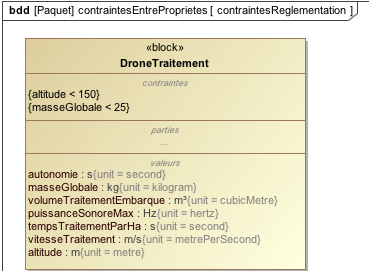 bdd [Paquet] contraintesEntreProprietes [ contraintesReglementation ]
«block»
DroneTraitement
contraintes
{altitude < 150}
{masseGlobale < 25}
parties
...
valeurs
autonomie : s{unit = second}
masseGlobale : kg{unit = kilogram}
volumeTraitementEmbarque : m³{unit = cubicMetre}
puissanceSonoreMax : Hz{unit = hertz}
tempsTraitementParHa : s{unit = second}
vitesseTraitement : m/s{unit = metrePerSecond}
altitude : m{unit = metre}